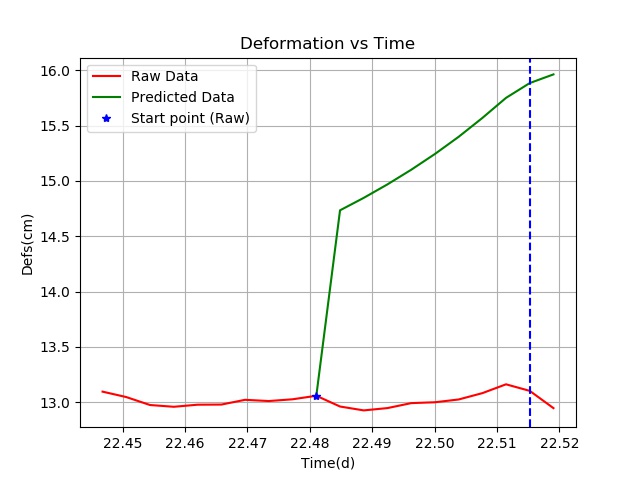 Deformation vs Time
Raw Data
Predicted Data
Start point (Raw)
Defs(cm)
16.0
15.5
15.0
14.5
14.0
13.5
13.0
22.45 22.46 22.47 22.48 22.49 22.50 22.51 22.52
Time(d)